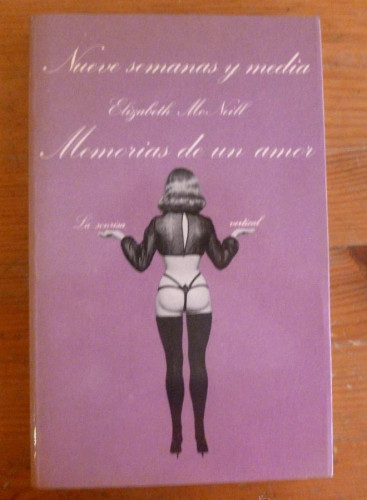 Nueve semanas y media
Elizabeth McNeill
Memorias de un amor
La sonrisa vertical